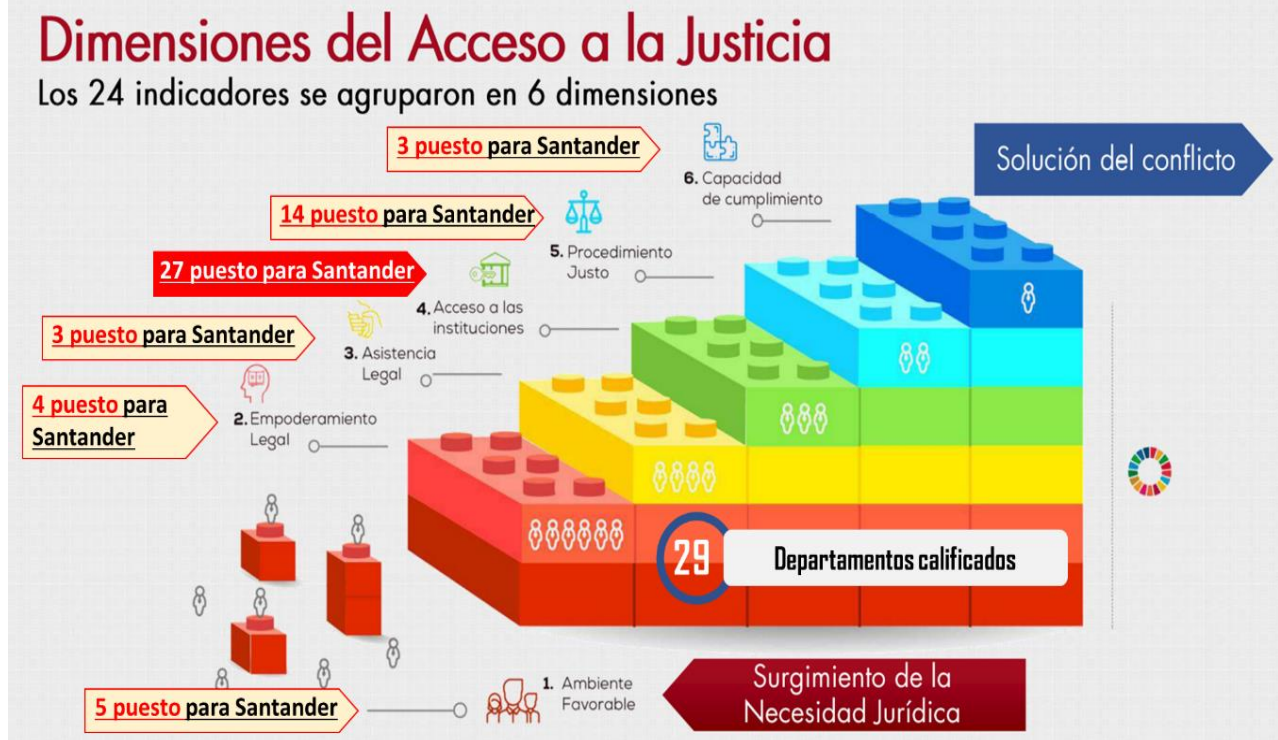 Dimensiones del Acceso a la Justicia
Los 24 indicadores se agruparon en 6 dimensiones
3 puesto para Santander
6. Capacidad
de cumplimiento
Solución del conflicto
14 puesto para Santander
5. Procedimiento
Justo
27 puesto para Santander
4. Acceso a las
instituciones
3 puesto para Santander
3. Asistencia
Legal
4 puesto para
Santander
2. Empoderamiento
Legal
29
Departamentos calificados
5 puesto para Santander
1. Ambiente
Favorable
Surgimiento de la
Necesidad Jurídica